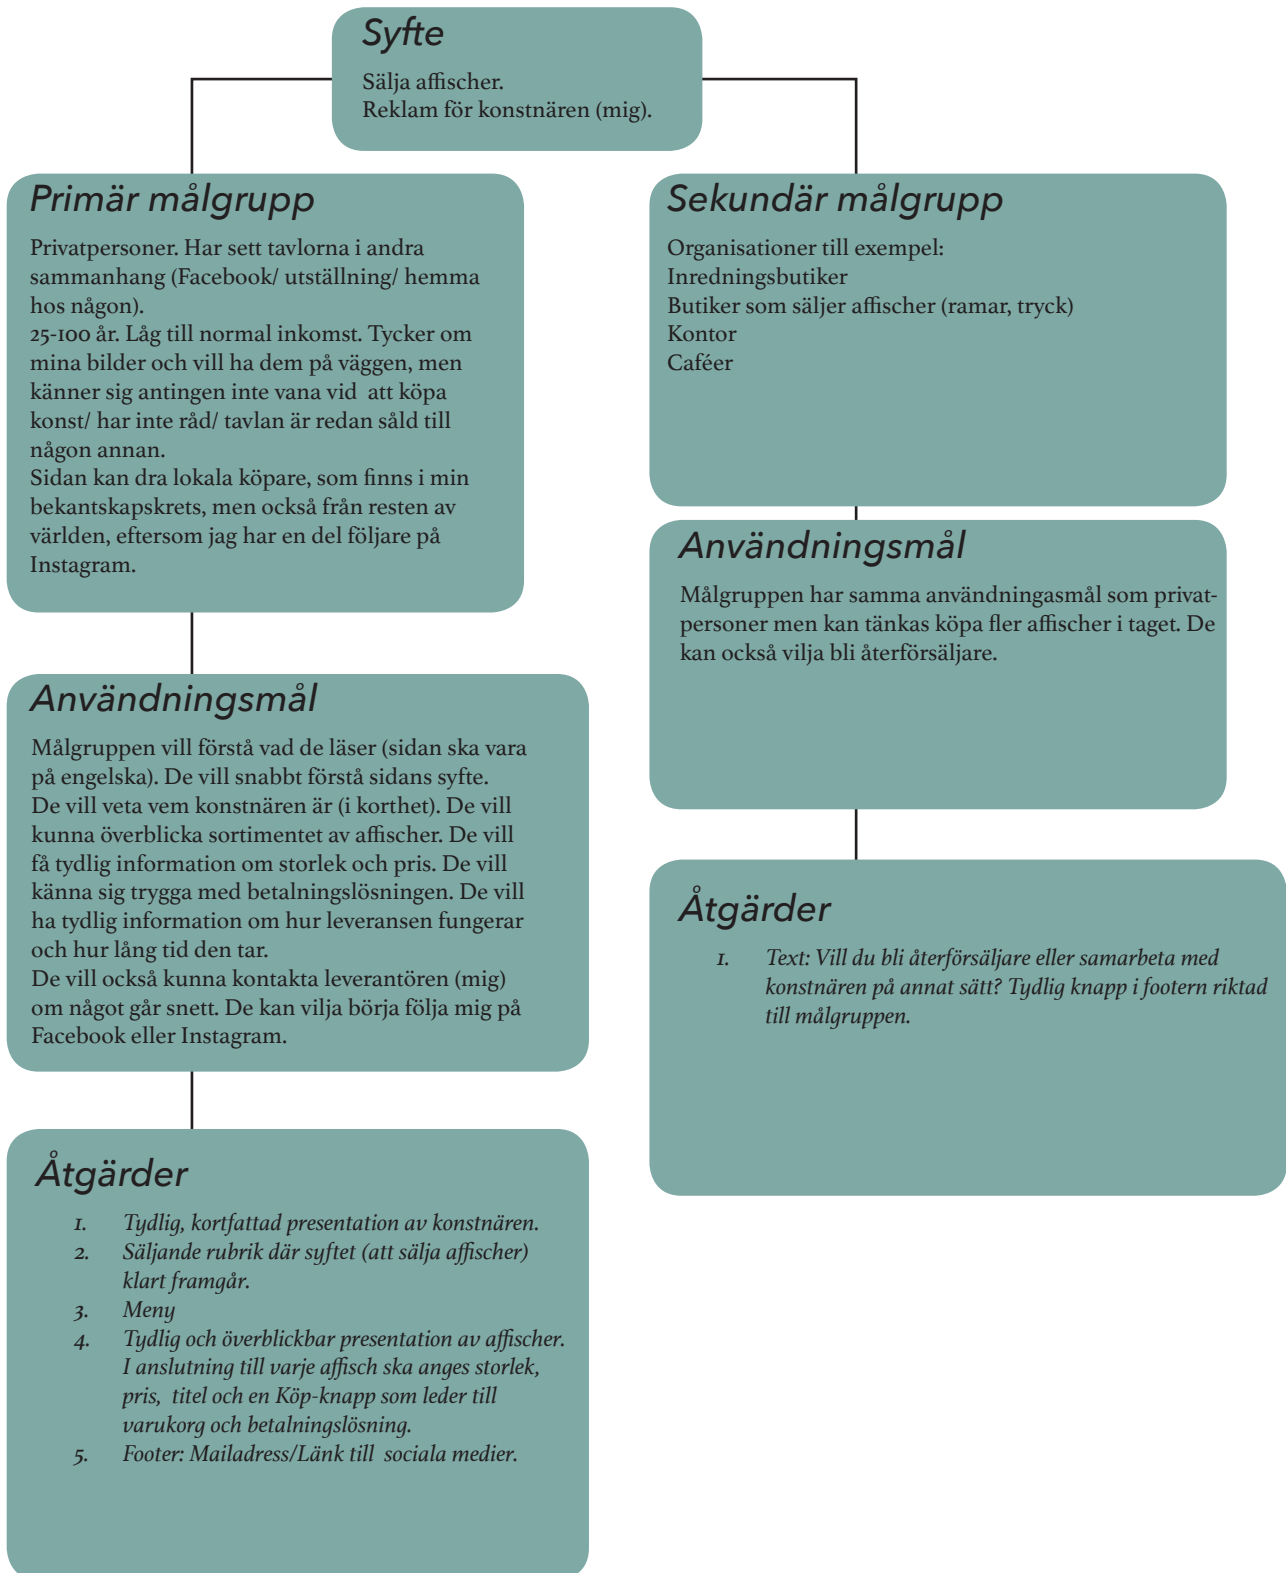 Syfte
Sälja affischer.
Reklam för konstnären (mig).
Primär målgrupp
Privatpersoner. Har sett tavlorna i andra
sammanhang (Facebook/ utställning/ hemma
hos någon).
25-100 år. Låg till normal inkomst. Tycker om
mina bilder och vill ha dem på väggen, men
känner sig antingen inte vana vid  att köpa
konst/ har inte råd/ tavlan är redan såld till
någon annan.
Sidan kan dra lokala köpare, som finns i min
bekantskapskrets, men också från resten av
världen, eftersom jag har en del följare på
Instagram.
Användningsmål
Målgruppen vill förstå vad de läser (sidan ska vara
på engelska). De vill snabbt förstå sidans syfte.
De vill veta vem konstnären är (i korthet). De vill
kunna överblicka sortimentet av affischer. De vill
få tydlig information om storlek och pris. De vill
känna sig trygga med betalningslösningen. De vill
ha tydlig information om hur leveransen fungerar
och hur lång tid den tar.
De vill också kunna kontakta leverantören (mig)
om något går snett. De kan vilja börja följa mig på
Facebook eller Instagram.
Åtgärder
1. Tydlig, kortfattad presentation av konstnären.
2. Säljande rubrik där syftet (att sälja affischer)
klart framgår.
3. Meny
4. Tydlig och överblickbar presentation av affischer.
I anslutning till varje affisch ska anges storlek,
pris,  titel och en Köp-knapp som leder till
varukorg och betalningslösning.
5. Footer: Mailadress/Länk till  sociala medier.
Sekundär målgrupp
Organisationer till exempel:
Inredningsbutiker
Butiker som säljer affischer (ramar, tryck)
Kontor
Caféer
Användningsmål
Målgruppen har samma användningasmål som privat-
personer men kan tänkas köpa fler affischer i taget. De
kan också vilja bli återförsäljare.
Åtgärder
1. Text: Vill du bli återförsäljare eller samarbeta med
konstnären på annat sätt? Tydlig knapp i footern riktad
till målgruppen.